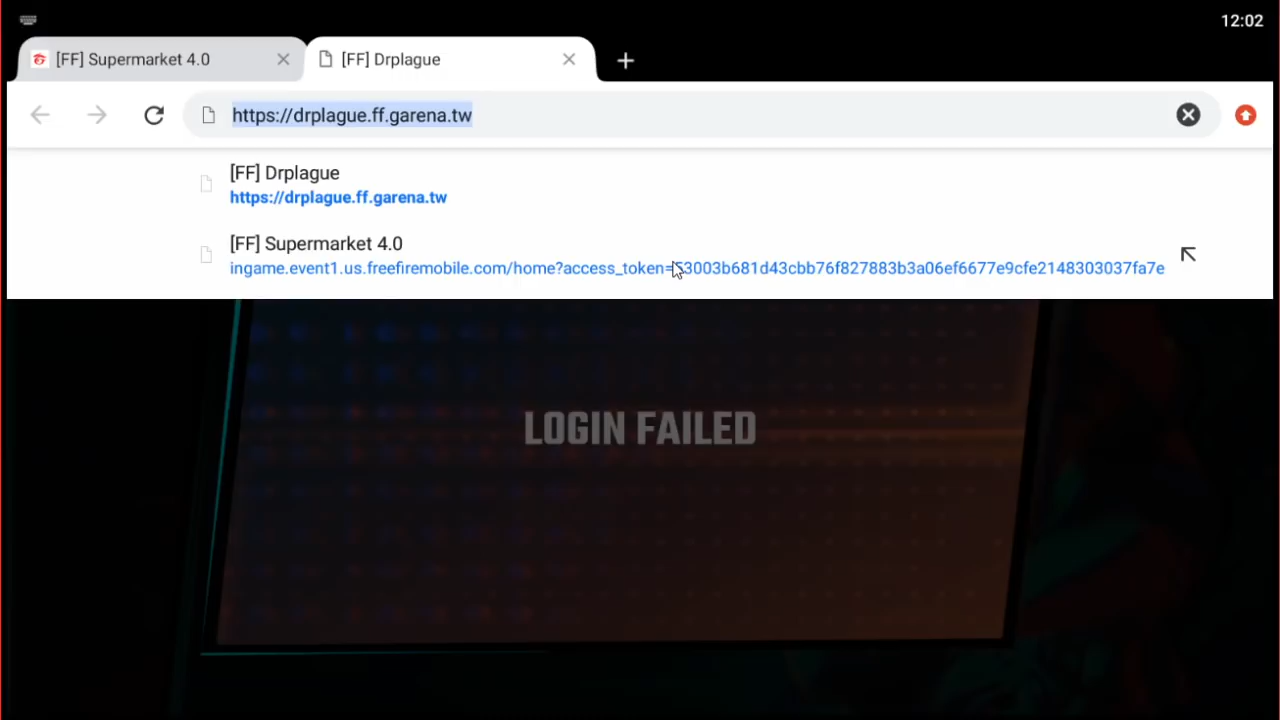 12:02
[FF] Supermarket 4.0
[FF] Drplague
https://drplague.ff.garena.tw
[FF] Drplague
https://drplague.ff.garena.tw
[FF] Supermarket 4.0
ingame.event1.us.freefiremobile.com/home?access_token=53003b681d43cbb76f827883b3a06ef6677e9cfe2148303037fa7e
LOGIN FAILED